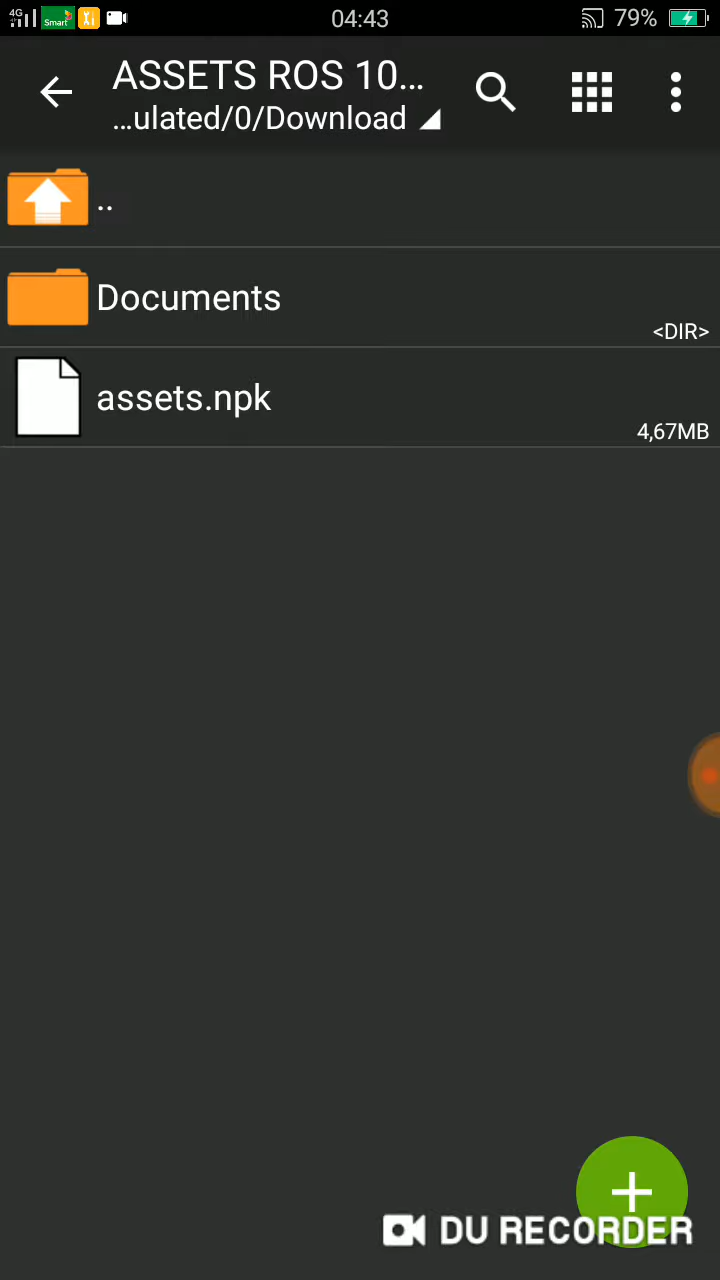 4G Smart 04:43 79%
ASSETS ROS 10...
...ulated/0/Download
..
Documents
<DIR>
assets.npk
4,67MB
DU RECORDER